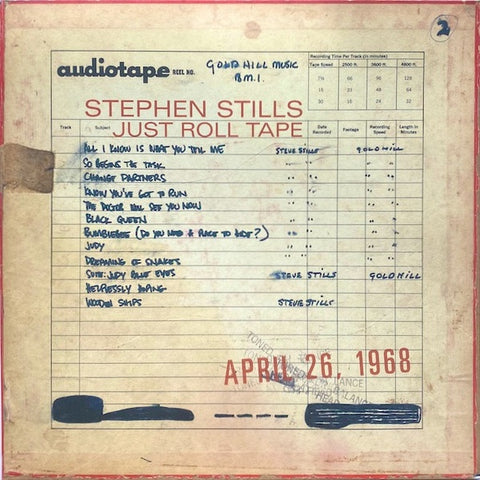 2
audiotape REEL NO. GOLD HILL MUSIC
B.M.I.
Recording Time Per Track (in minutes)
Tape Speed 2500 ft. 3600 ft. 4800 ft.
7½ 66 96 128
15 33 48 64
30 16 24 32
STEPHEN STILLS
JUST ROLL TAPE
Track Subject Date Recorded Footage Recording Speed Length in Minutes
ALL I KNOW IS WHAT YOU TELL ME STEVE STILLS GOLD HILL
SO BEGINS THE TASK " " " "
CHANGE PARTNERS " " " "
KNOW YOU'VE GOT TO RUN " " " "
THE DOCTOR WILL SEE YOU NOW " " " "
BLACK QUEEN " " " "
BUMBLEBEE (DO YOU NEED A PLACE TO HIDE?) " " " "
JUDY " " " "
DREAMING OF SNAKES " " " "
SUITE: JUDY BLUE EYES STEVE STILLS GOLD HILL
HELPLESSLY HOPING
WOODEN SHIPS STEVE STILLS
APRIL 26, 1968